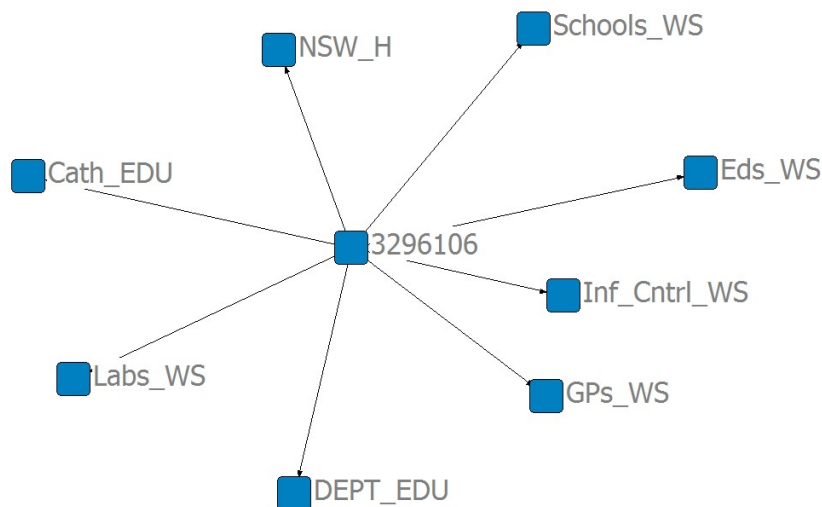 Schools_WS
NSW_H
Cath_EDU
Eds_WS
3296106
Inf_Cntrl_WS
Labs_WS
GPs_WS
DEPT_EDU